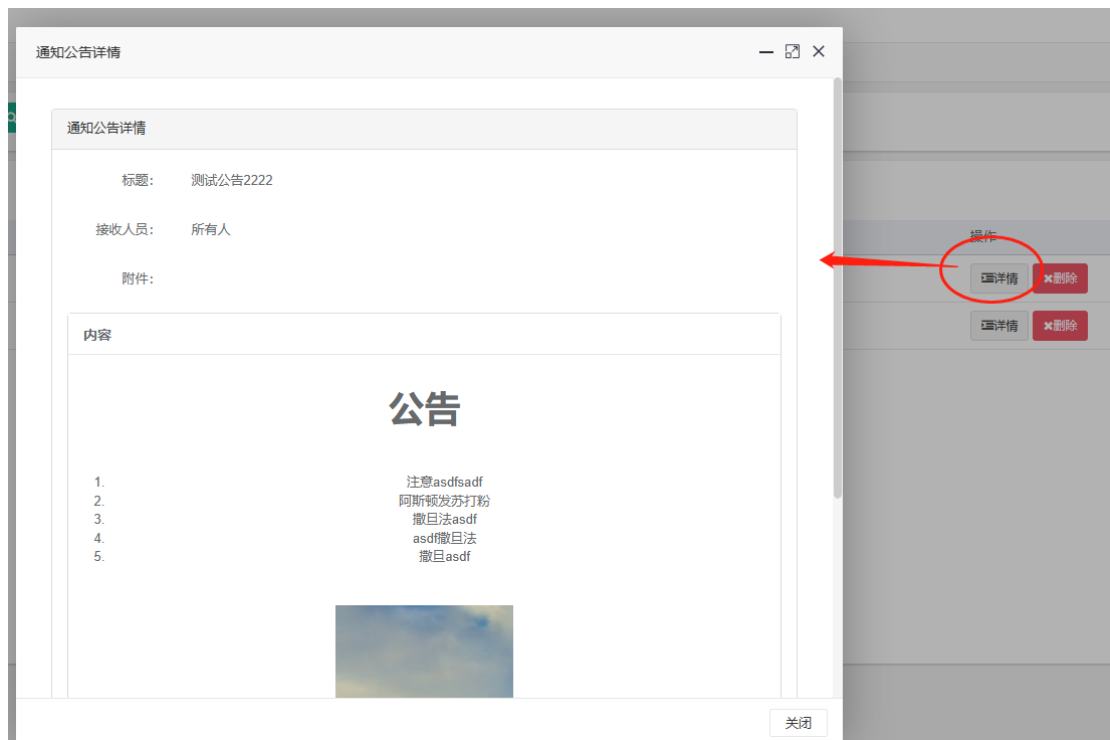 通知公告详情
通知公告详情
标题： 测试公告2222
接收人员： 所有人
附件：
内容
公告
1. 注意asdfsadf
2. 阿斯顿发苏打粉
3. 撒旦法asdf
4. asdf撒旦法
5. 撒旦asdf
关闭
操作
详情 删除
详情 删除